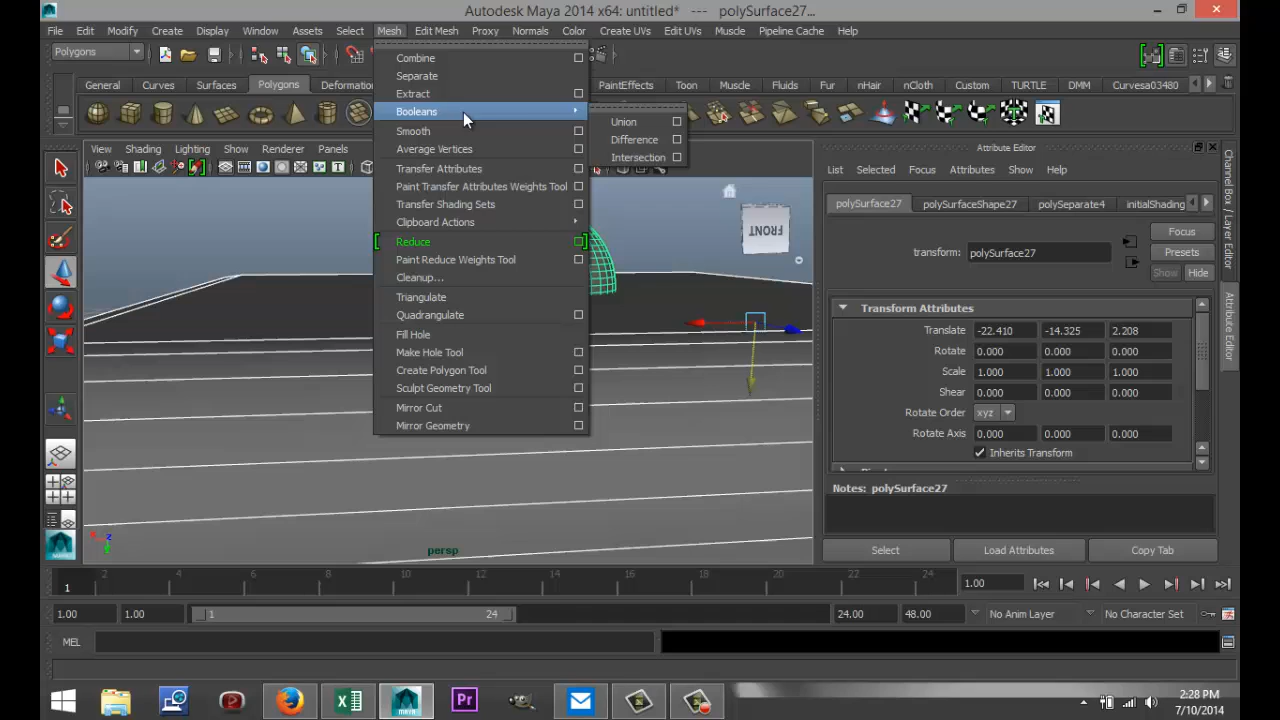 Autodesk Maya 2014 x64: untitled* --- polySurface27...
File Edit Modify Create Display Window Assets Select Mesh Edit Mesh Proxy Normals Color Create UVs Edit UVs Muscle Pipeline Cache Help
Polygons
General Curves Surfaces Polygons Deformation PaintEffects Toon Muscle Fluids Fur nHair nCloth Custom TURTLE DMM Curvesa03480
Combine
Separate
Extract
Booleans
Smooth
Average Vertices
Transfer Attributes
Paint Transfer Attributes Weights Tool
Transfer Shading Sets
Clipboard Actions
Reduce
Paint Reduce Weights Tool
Cleanup...
Triangulate
Quadrangulate
Fill Hole
Make Hole Tool
Create Polygon Tool
Sculpt Geometry Tool
Mirror Cut
Mirror Geometry
Union
Difference
Intersection
View Shading Lighting Show Renderer Panels
FRONT
persp
Attribute Editor
List Selected Focus Attributes Show Help
polySurface27 polySurfaceShape27 polySeparate4 initialShading
Focus
transform: polySurface27
Presets
Show Hide
Transform Attributes
Translate -22.410 -14.325 2.208
Rotate 0.000 0.000 0.000
Scale 1.000 1.000 1.000
Shear 0.000 0.000 0.000
Rotate Order xyz
Rotate Axis 0.000 0.000 0.000
Inherits Transform
Notes: polySurface27
Select Load Attributes Copy Tab
Channel Box / Layer Editor
Attribute Editor
1 2 4 6 8 10 12 14 16 18 20 22 24 1.00
1.00 1.00 1 24 24.00 48.00 No Anim Layer No Character Set
MEL
MAYA Pr
2:28 PM
7/10/2014